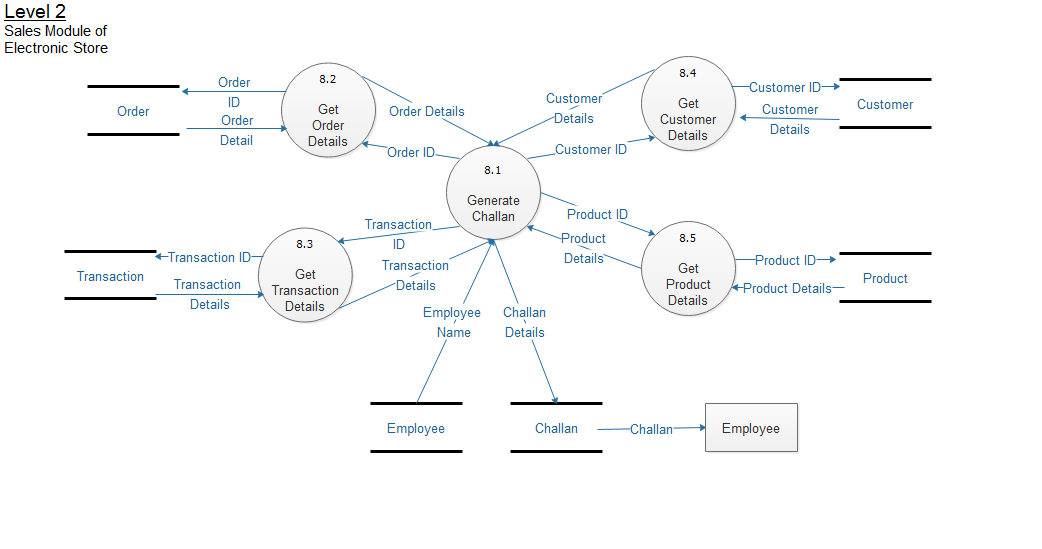 Level 2
Sales Module of
Electronic Store
Order
Order
ID
Order
Detail
8.2
Get
Order
Details
Order Details
Order ID
Customer
Details
Customer ID
8.4
Get
Customer
Details
Customer ID
Customer
Details
Customer
8.1
Generate
Challan
Transaction
Transaction ID
Transaction
Details
8.3
Get
Transaction
Details
Transaction
ID
Transaction
Details
Product ID
Product
Details
8.5
Get
Product
Details
Product ID
Product Details
Product
Employee
Name
Challan
Details
Employee
Challan
Challan
Employee